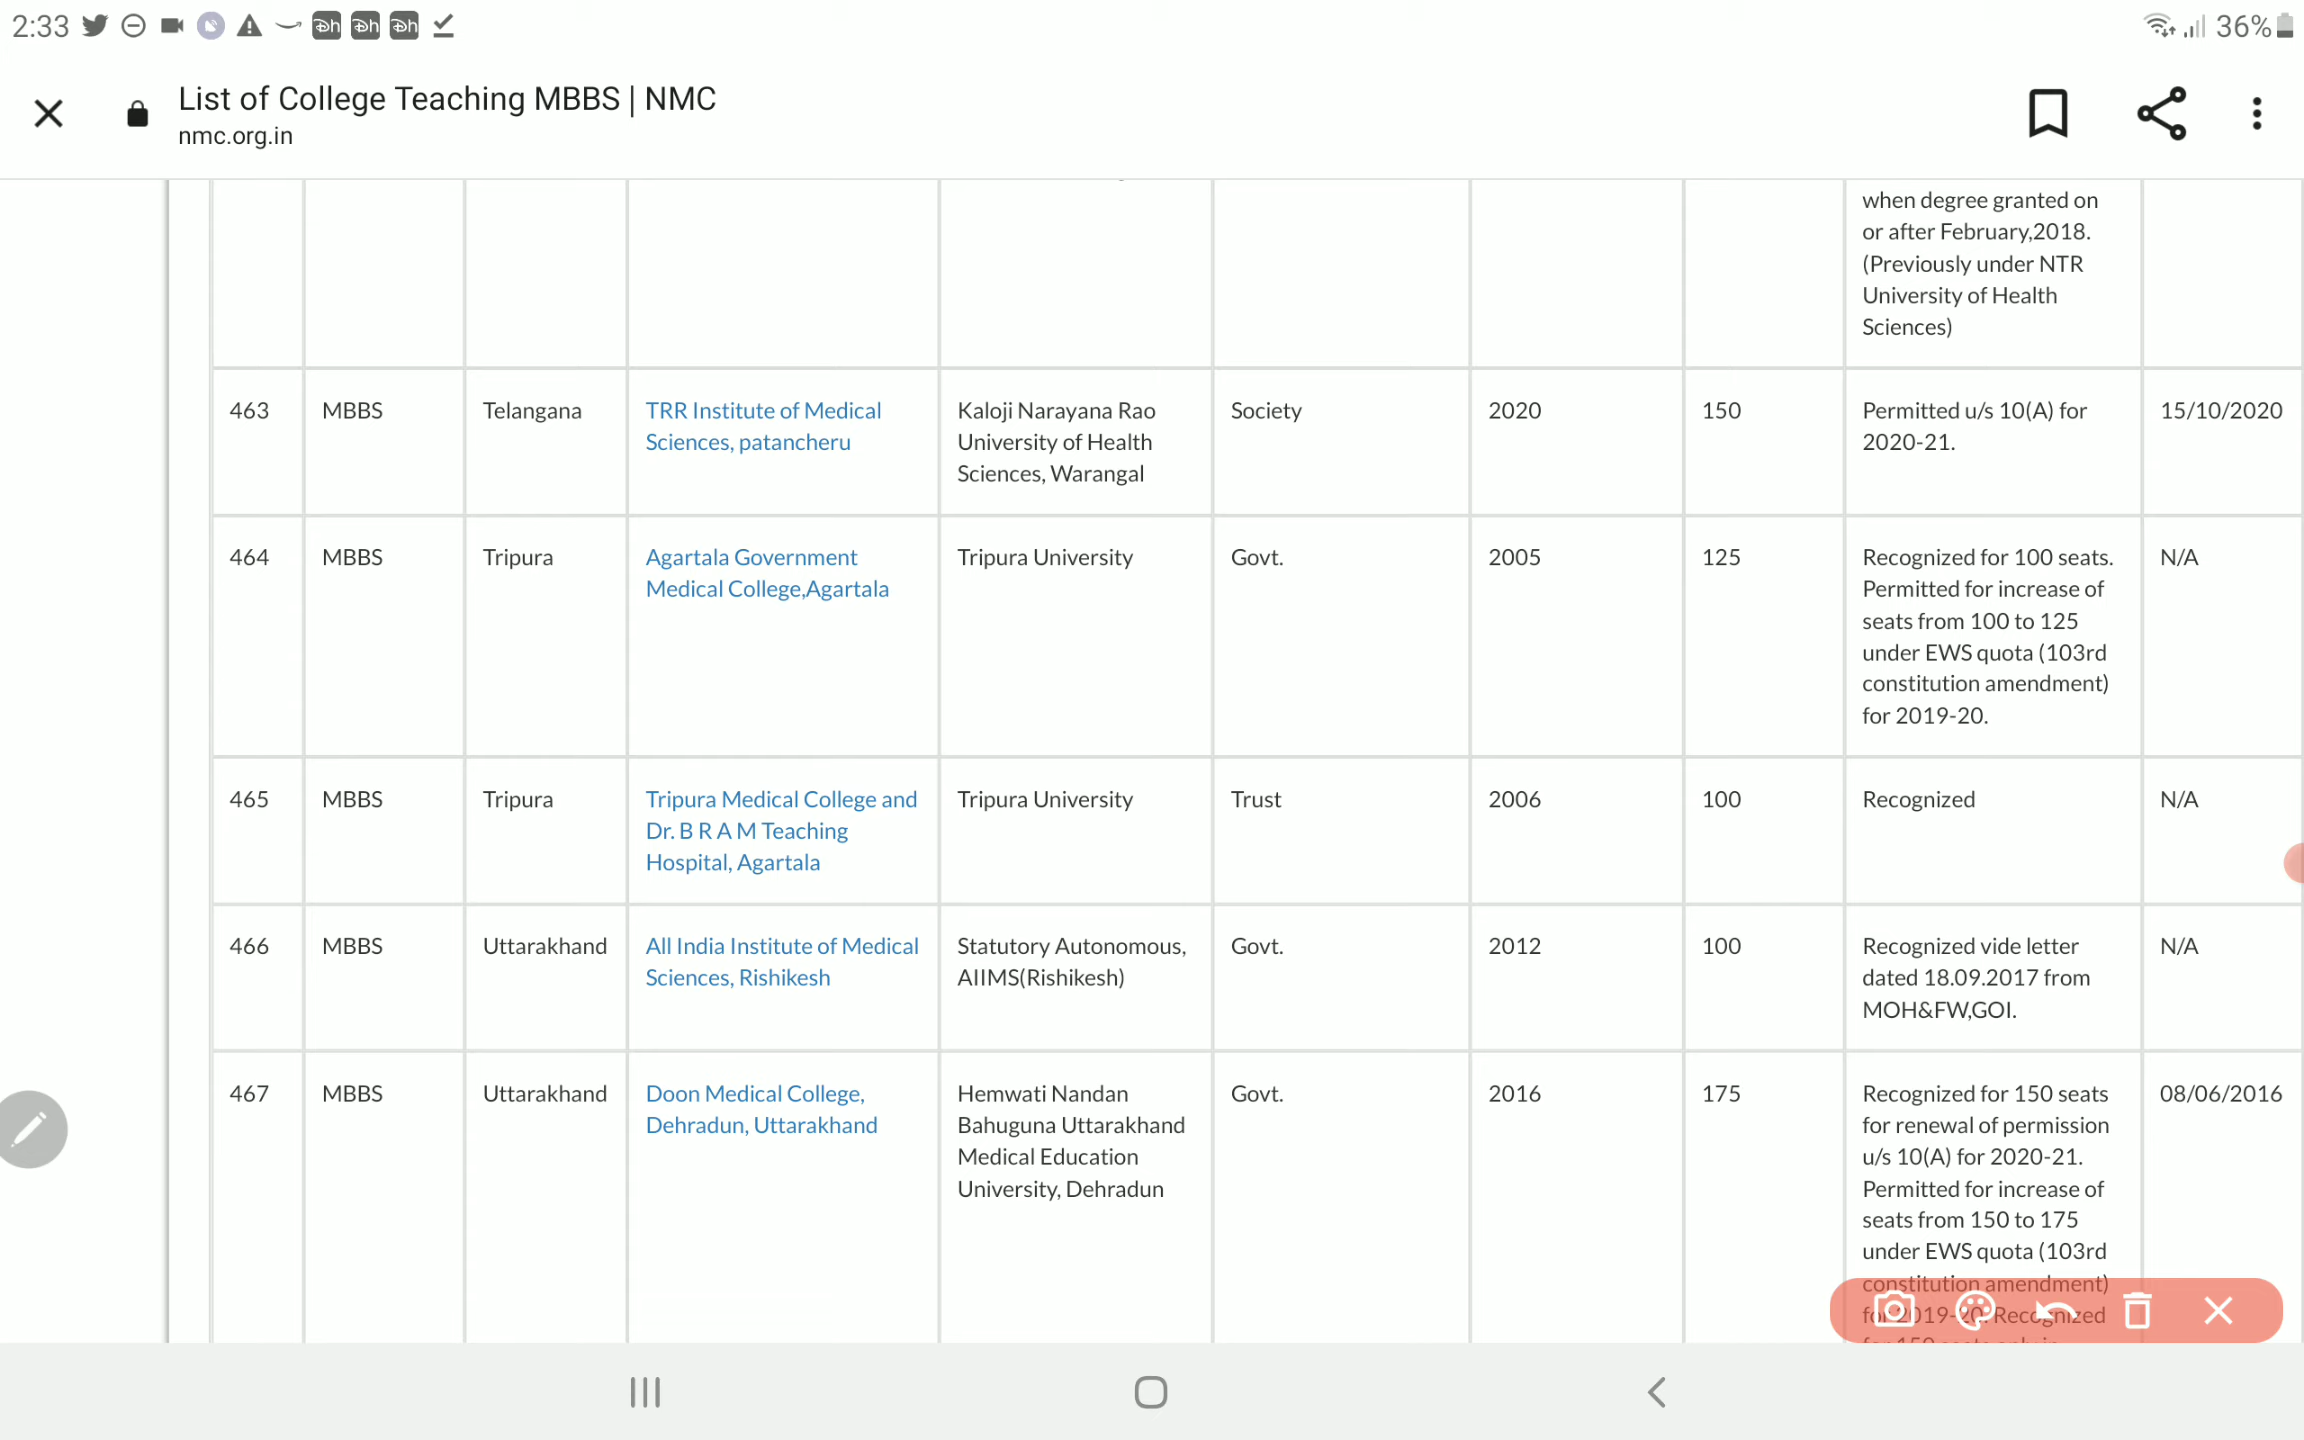 2:33
36%
List of College Teaching MBBS | NMC
nmc.org.in
when degree granted on
or after February,2018.
(Previously under NTR
University of Health
Sciences)
463 MBBS Telangana TRR Institute of Medical Kaloji Narayana Rao Society 2020 150 Permitted u/s 10(A) for 15/10/2020
Sciences, patancheru University of Health 2020-21.
Sciences, Warangal
464 MBBS Tripura Agartala Government Tripura University Govt. 2005 125 Recognized for 100 seats. N/A
Medical College,Agartala Permitted for increase of
seats from 100 to 125
under EWS quota (103rd
constitution amendment)
for 2019-20.
465 MBBS Tripura Tripura Medical College and Tripura University Trust 2006 100 Recognized N/A
Dr. B R A M Teaching
Hospital, Agartala
466 MBBS Uttarakhand All India Institute of Medical Statutory Autonomous, Govt. 2012 100 Recognized vide letter N/A
Sciences, Rishikesh AIIMS(Rishikesh) dated 18.09.2017 from
MOH&FW,GOI.
467 MBBS Uttarakhand Doon Medical College, Hemwati Nandan Govt. 2016 175 Recognized for 150 seats 08/06/2016
Dehradun, Uttarakhand Bahuguna Uttarakhand for renewal of permission
Medical Education u/s 10(A) for 2020-21.
University, Dehradun Permitted for increase of
seats from 150 to 175
under EWS quota (103rd
constitution amendment)
for 2019-20. Recognized